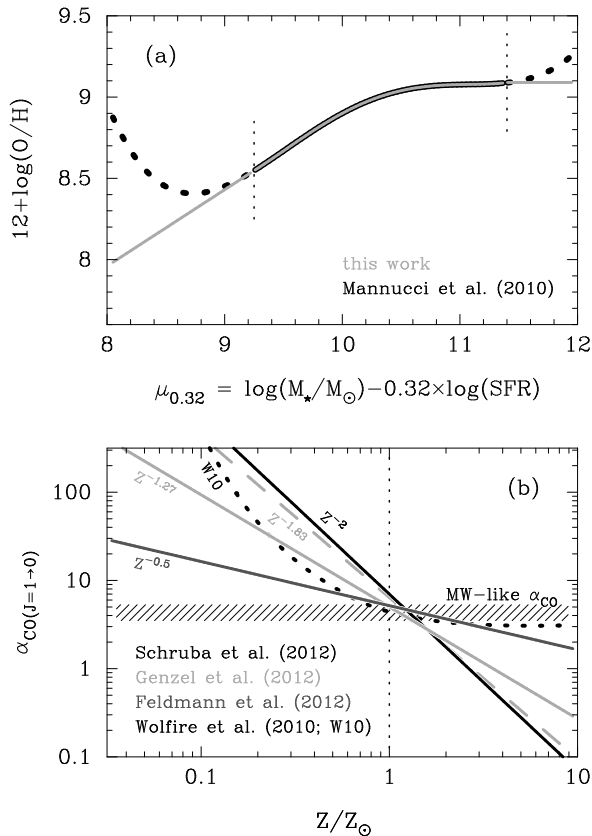 9.5
(a)
9
8.5
8
12+log(O/H)
this work
Mannucci et al. (2010)
8 9 10 11 12
μ0.32 = log(M★/M⊙)−0.32×log(SFR)
(b)
100
10
1
0.1
αCO(J=1→0)
Z−1.27
W10
Z−1.83
Z−2
Z−0.5
MW-like αCO
Schruba et al. (2012)
Genzel et al. (2012)
Feldmann et al. (2012)
Wolfire et al. (2010; W10)
0.1 1 10
Z/Z⊙